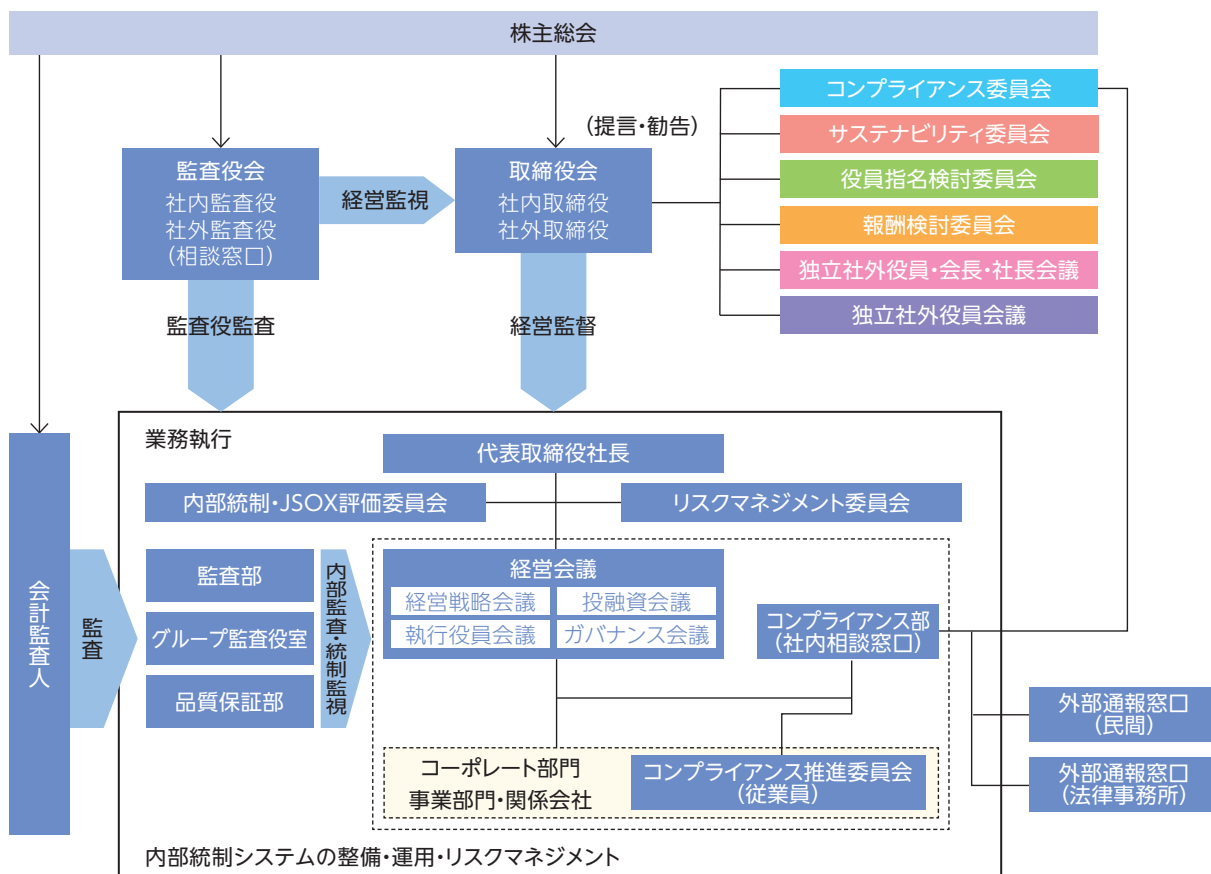 株主総会
コンプライアンス委員会
(提言・勧告)
サステナビリティ委員会
監査役会
社内監査役
社外監査役
(相談窓口)
経営監視
取締役会
社内取締役
社外取締役
役員指名検討委員会
報酬検討委員会
独立社外役員・会長・社長会議
独立社外役員会議
監査役監査
経営監督
業務執行
代表取締役社長
内部統制・JSOX評価委員会
リスクマネジメント委員会
会計監査人
監査
監査部
グループ監査役室
品質保証部
内部監査・統制監視
経営会議
経営戦略会議
投融資会議
執行役員会議
ガバナンス会議
コンプライアンス部
(社内相談窓口)
外部通報窓口
(民間)
コーポレート部門
事業部門・関係会社
コンプライアンス推進委員会
(従業員)
外部通報窓口
(法律事務所)
内部統制システムの整備・運用・リスクマネジメント